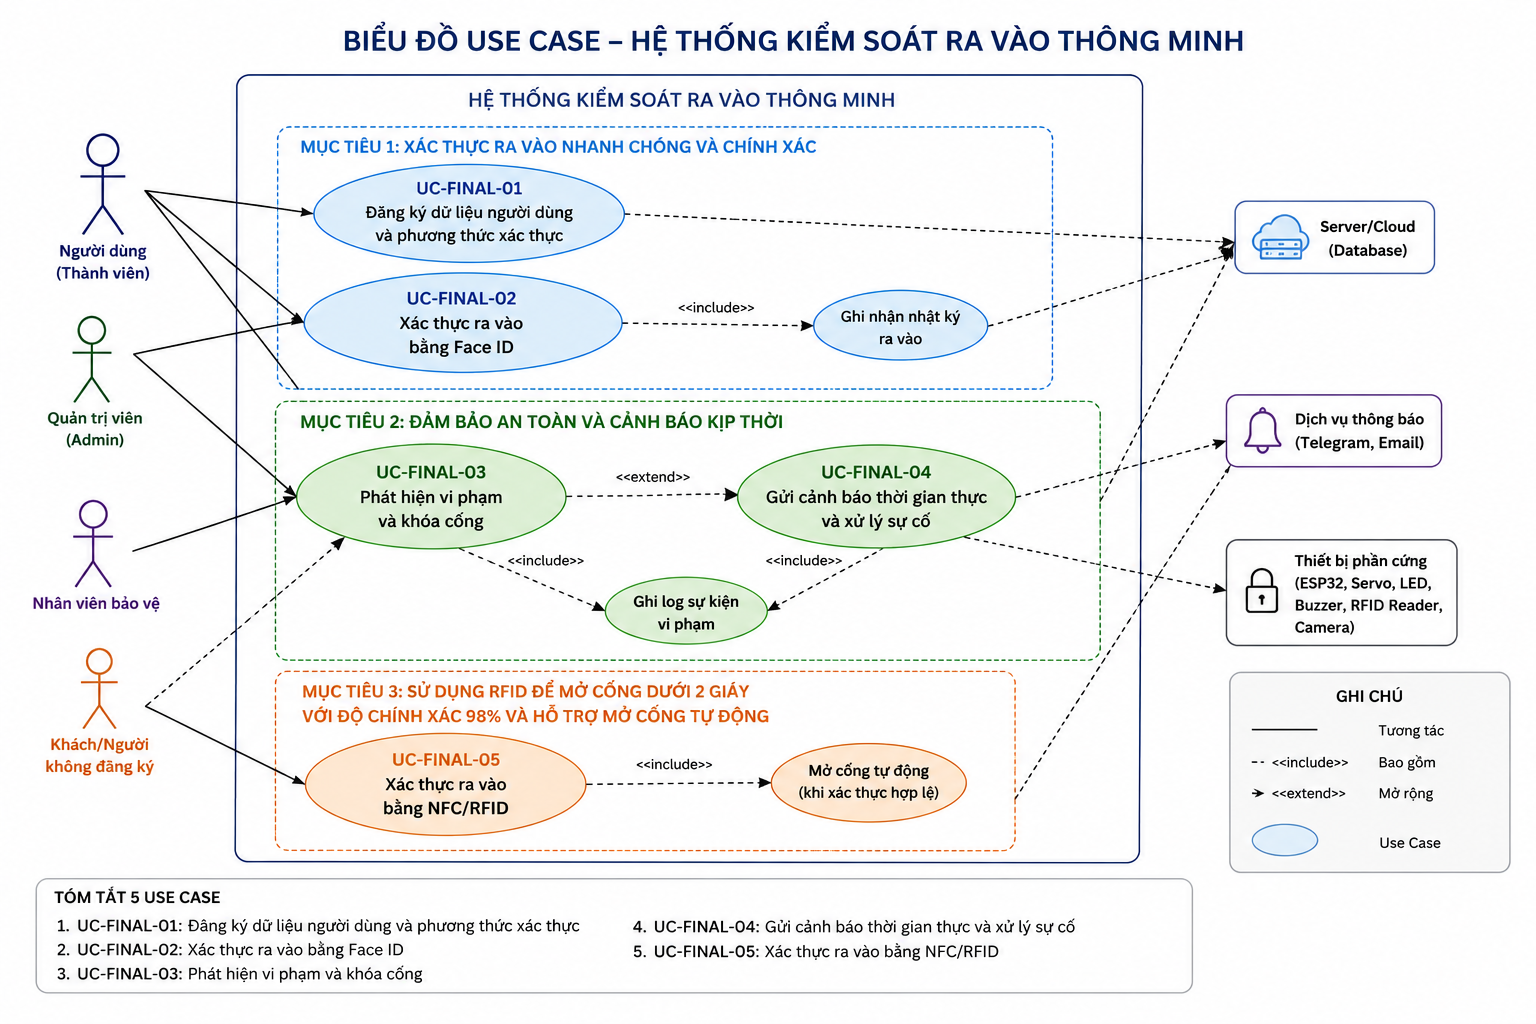 BIỂU ĐỒ USE CASE – HỆ THỐNG KIỂM SOÁT RA VÀO THÔNG MINH
HỆ THỐNG KIỂM SOÁT RA VÀO THÔNG MINH
MỤC TIÊU 1: XÁC THỰC RA VÀO NHANH CHÓNG VÀ CHÍNH XÁC
UC-FINAL-01
Đăng ký dữ liệu người dùng
và phương thức xác thực
UC-FINAL-02
Xác thực ra vào
bằng Face ID
<<include>>
Ghi nhận nhật ký
ra vào
Người dùng
(Thành viên)
Quản trị viên
(Admin)
Nhân viên bảo vệ
Khách/Người
không đăng ký
MỤC TIÊU 2: ĐẢM BẢO AN TOÀN VÀ CẢNH BÁO KỊP THỜI
UC-FINAL-03
Phát hiện vi phạm
và khóa cống
<<extend>>
UC-FINAL-04
Gửi cảnh báo thời gian thực
và xử lý sự cố
<<include>>
<<include>>
Ghi log sự kiện
vi phạm
MỤC TIÊU 3: SỬ DỤNG RFID ĐỂ MỞ CỐNG DƯỚI 2 GIÁY
VỚI ĐỘ CHÍNH XÁC 98% VÀ HỖ TRỢ MỞ CỐNG TỰ ĐỘNG
UC-FINAL-05
Xác thực ra vào
bằng NFC/RFID
<<include>>
Mở cống tự động
(khi xác thực hợp lệ)
Server/Cloud
(Database)
Dịch vụ thông báo
(Telegram, Email)
Thiết bị phần cứng
(ESP32, Servo, LED,
Buzzer, RFID Reader,
Camera)
GHI CHÚ
Tương tác
<<include>> Bao gồm
<<extend>> Mở rộng
Use Case
TÓM TẮT 5 USE CASE
1. UC-FINAL-01: Đăng ký dữ liệu người dùng và phương thức xác thực
2. UC-FINAL-02: Xác thực ra vào bằng Face ID
3. UC-FINAL-03: Phát hiện vi phạm và khóa cống
4. UC-FINAL-04: Gửi cảnh báo thời gian thực và xử lý sự cố
5. UC-FINAL-05: Xác thực ra vào bằng NFC/RFID